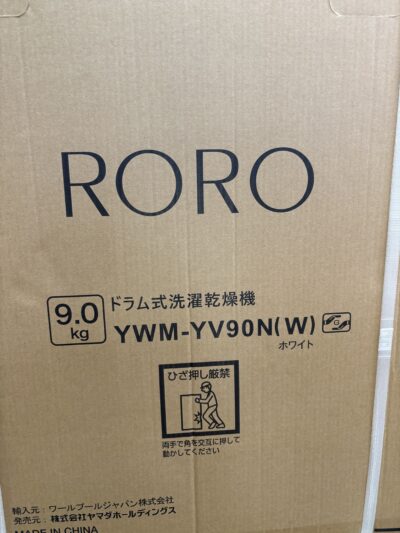 RORO
9.0
kg
ドラム式洗濯乾燥機
YWM-YV90N(W)
ホワイト
ひざ押し厳禁
両手で角を交互に押して
動かしてください
輸入元：ワールプールジャパン株式会社
発売元：株式会社ヤマダホールディングス
MADE IN CHINA